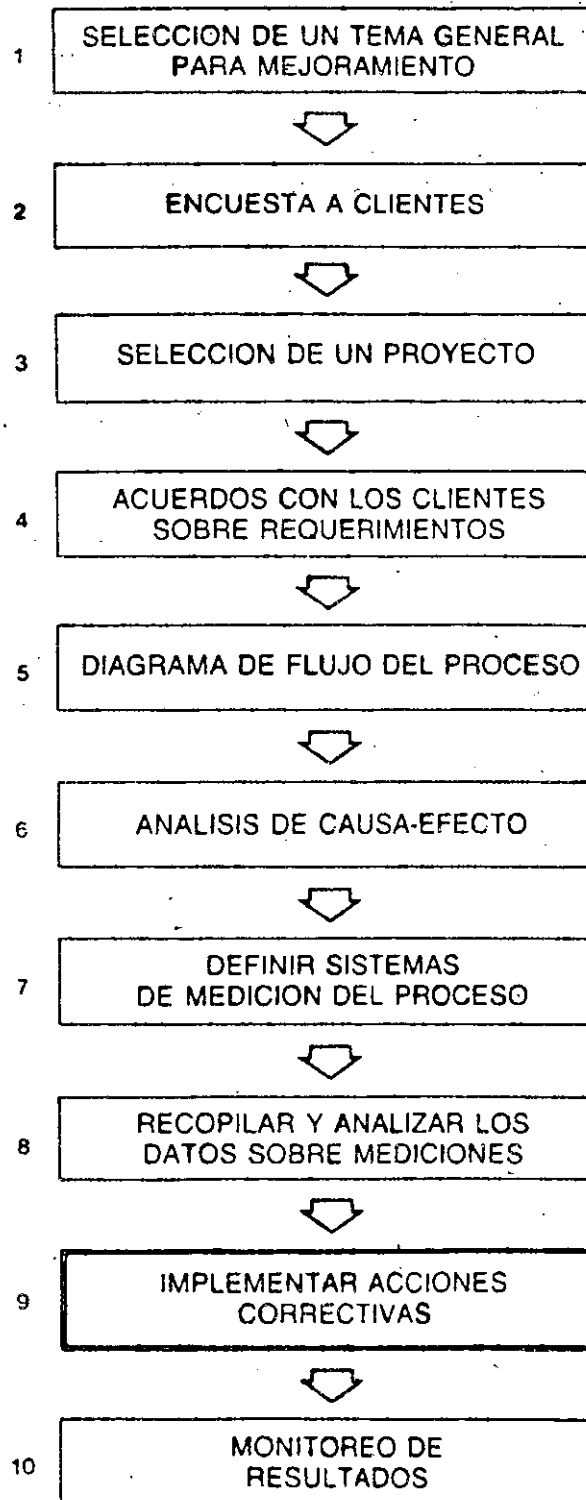 1
SELECCION DE UN TEMA GENERAL
PARA MEJORAMIENTO
2
ENCUESTA A CLIENTES
3
SELECCION DE UN PROYECTO
4
ACUERDOS CON LOS CLIENTES
SOBRE REQUERIMIENTOS
5
DIAGRAMA DE FLUJO DEL PROCESO
6
ANALISIS DE CAUSA-EFECTO
7
DEFINIR SISTEMAS
DE MEDICION DEL PROCESO
8
RECOPILAR Y ANALIZAR LOS
DATOS SOBRE MEDICIONES
9
IMPLEMENTAR ACCIONES
CORRECTIVAS
10
MONITOREO DE
RESULTADOS